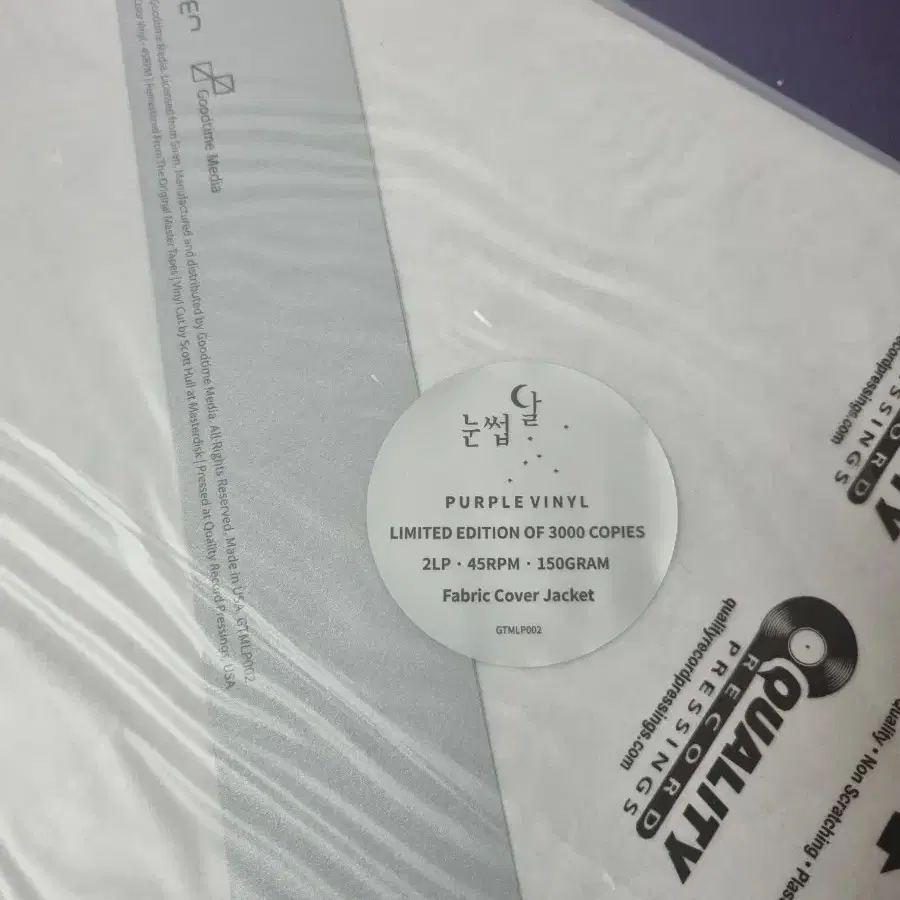 Goodtime Media
Goodtime Media. Licensed from Siren. Manufactured and distributed by Goodtime Media. All Rights Reserved. Made in USA. GTMLP002
Color Vinyl · 45RPM | Remastered From The Original Master Tapes | Vinyl Cut by Scott Hull at Masterdisk | Pressed at Quality Record Pressings, USA
눈썹달
PURPLE VINYL
LIMITED EDITION OF 3000 COPIES
2LP · 45RPM · 150GRAM
Fabric Cover Jacket
GTMLP002
QUALITY
RECORD
PRESSINGS
qualityrecordpressings.com